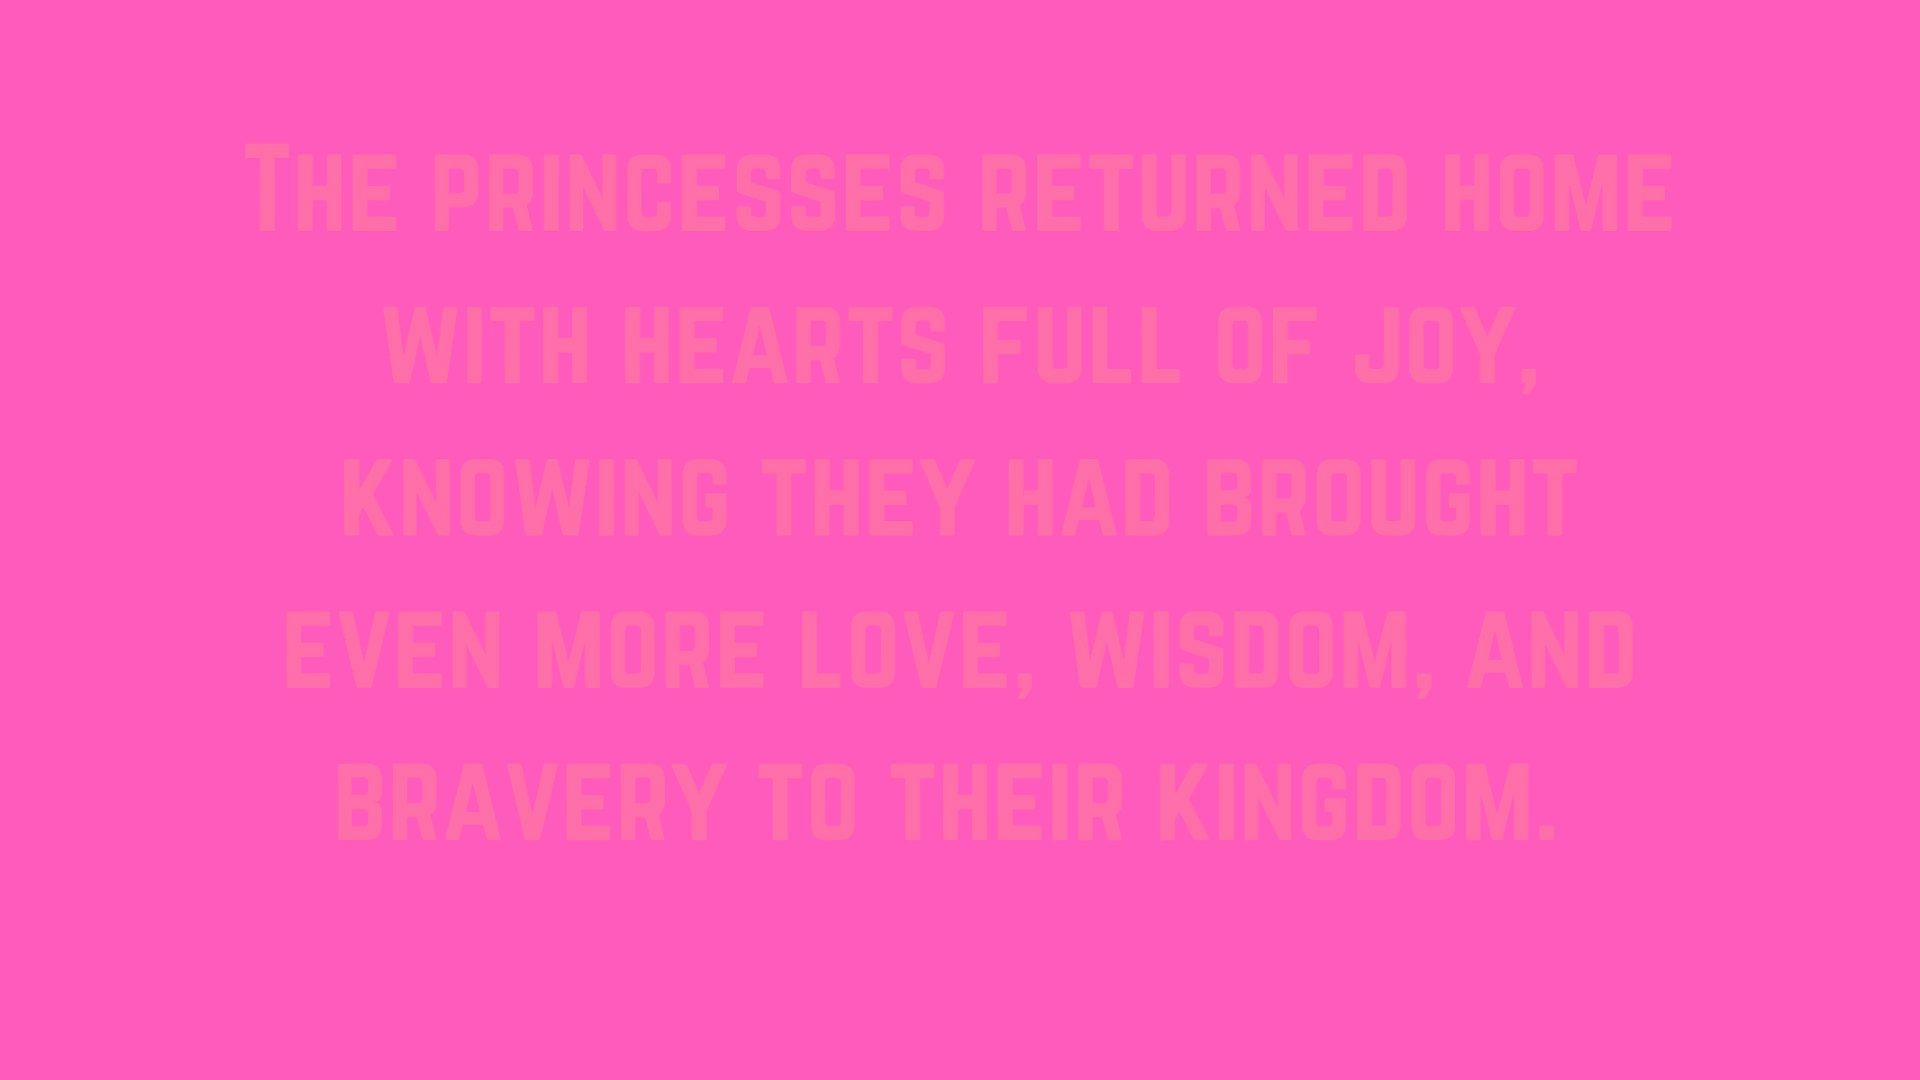 The princesses returned home
with hearts full of joy,
knowing they had brought
even more love, wisdom, and
bravery to their kingdom.